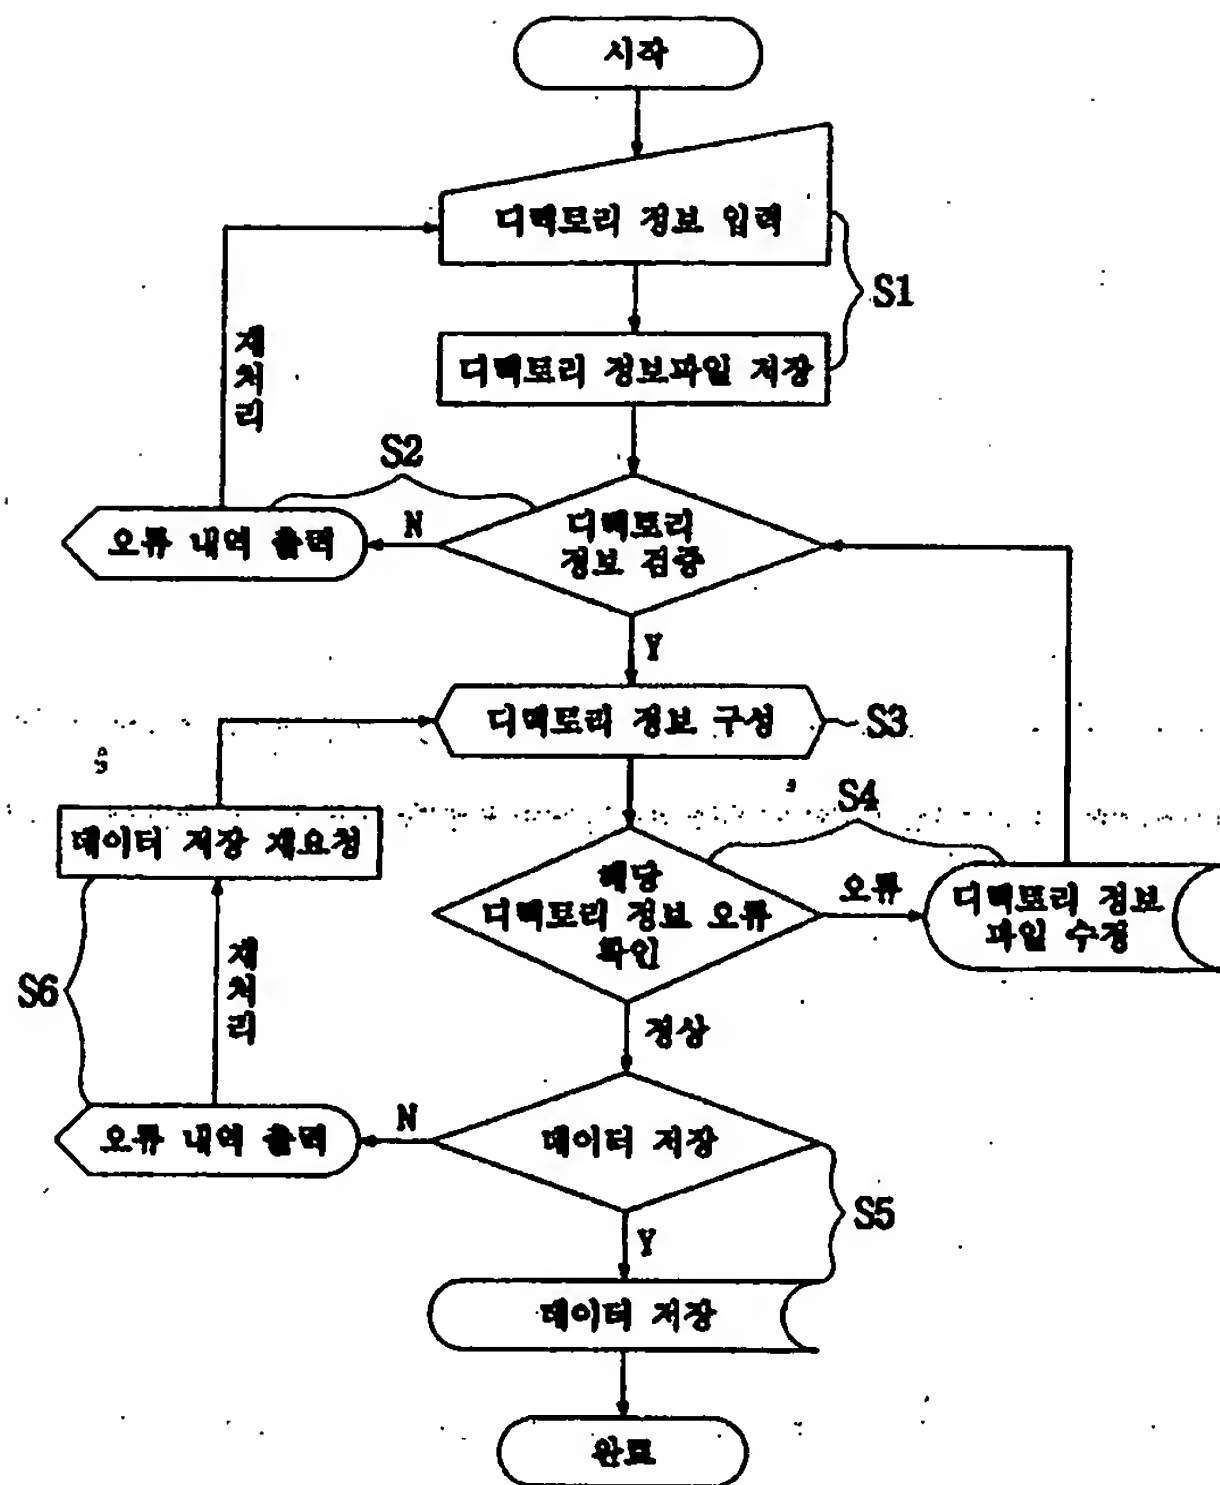 시작
디렉토리 정보 입력
S1
디렉토리 정보파일 저장
재처리
S2
오류 내역 출력
N
디렉토리
정보 검증
Y
디렉토리 정보 구성
S3
데이터 저장 재요청
S4
해당
디렉토리 정보 오류
확인
오류
디렉토리 정보
파일 수정
S6
재처리
정상
오류 내역 출력
N
데이터 저장
S5
Y
데이터 저장
완료